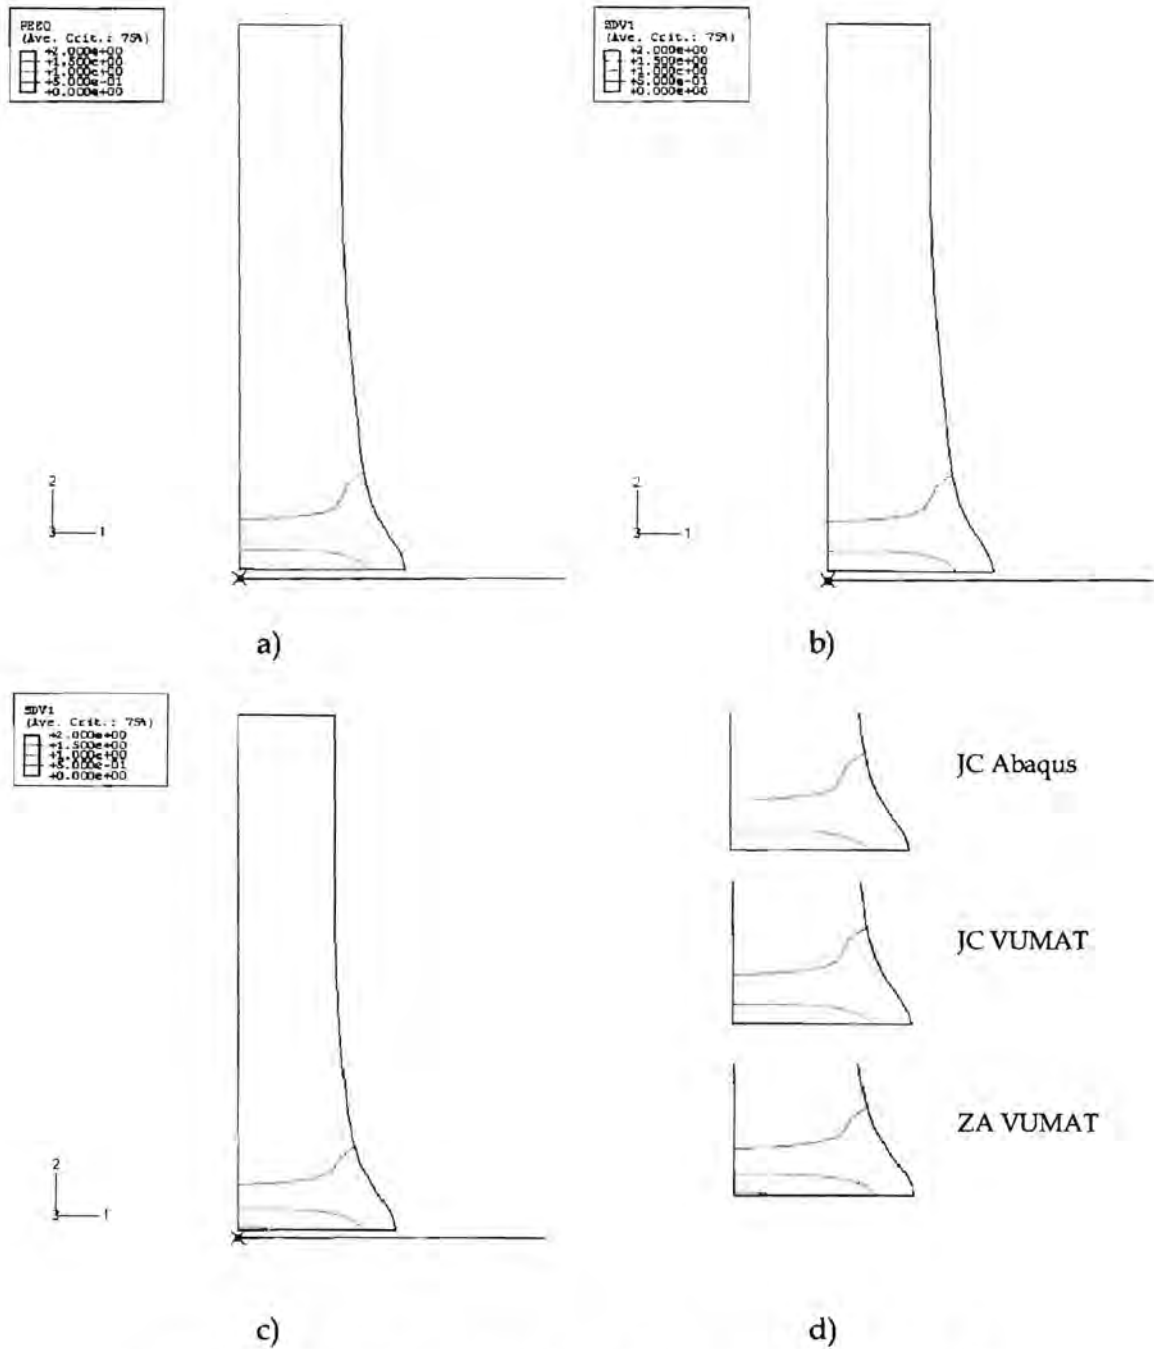 PEEQ
(Ave. Crit.: 75%)
+2.000e+00
+1.500e+00
+1.000e+00
+5.000e-01
+0.000e+00
2
3
1
a)
SDV1
(Ave. Crit.: 75%)
+2.000e+00
+1.500e+00
+1.000e+00
+5.000e-01
+0.000e+00
2
3
1
b)
SDV1
(Ave. Crit.: 75%)
+2.000e+00
+1.500e+00
+1.000e+00
+5.000e-01
+0.000e+00
2
3
1
c)
JC Abaqus
JC VUMAT
ZA VUMAT
d)